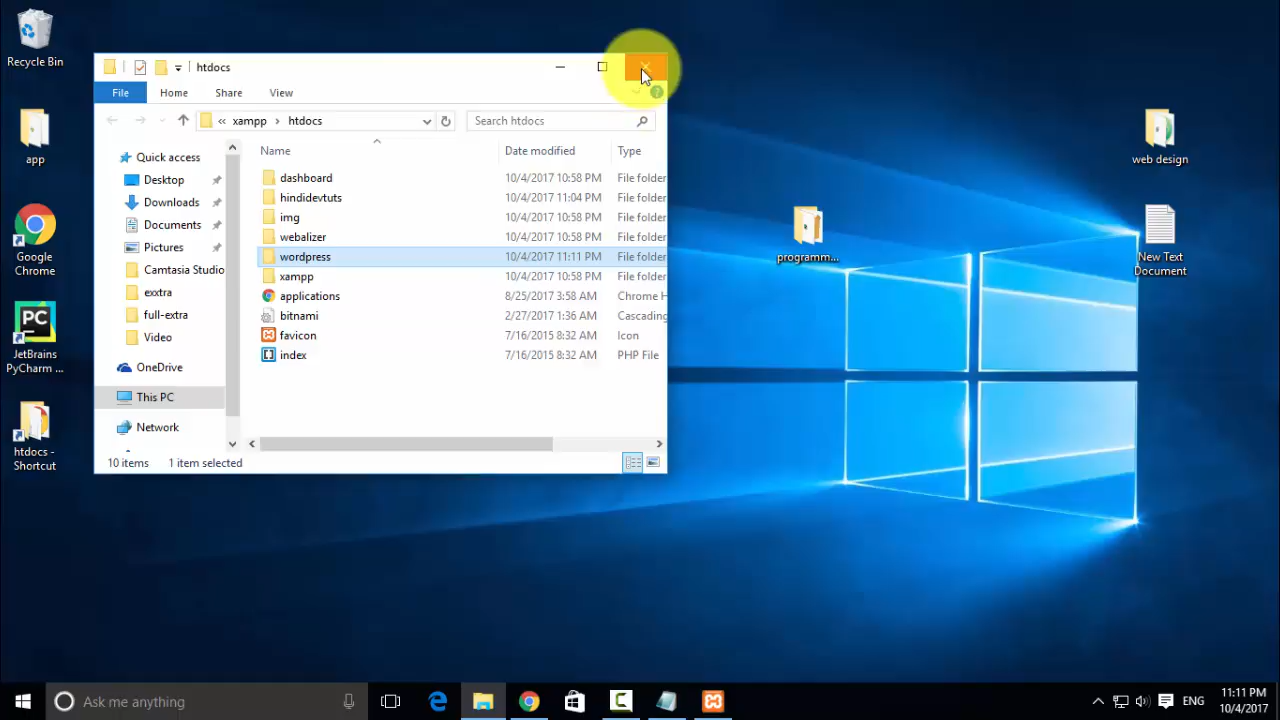 Recycle Bin
app
Google
Chrome
PC
JetBrains
PyCharm ...
htdocs -
Shortcut
htdocs
File Home Share View
« xampp › htdocs
Search htdocs
Quick access
Desktop
Downloads
Documents
Pictures
Camtasia Studio
exxtra
full-extra
Video
OneDrive
This PC
Network
Name Date modified Type
dashboard 10/4/2017 10:58 PM File folder
hindidevtuts 10/4/2017 11:04 PM File folder
img 10/4/2017 10:58 PM File folder
webalizer 10/4/2017 10:58 PM File folder
wordpress 10/4/2017 11:11 PM File folder
xampp 10/4/2017 10:58 PM File folder
applications 8/25/2017 3:58 AM Chrome H
bitnami 2/27/2017 1:36 AM Cascading
favicon 7/16/2015 8:32 AM Icon
index 7/16/2015 8:32 AM PHP File
10 items 1 item selected
programm...
web design
New Text
Document
Ask me anything
ENG
11:11 PM
10/4/2017